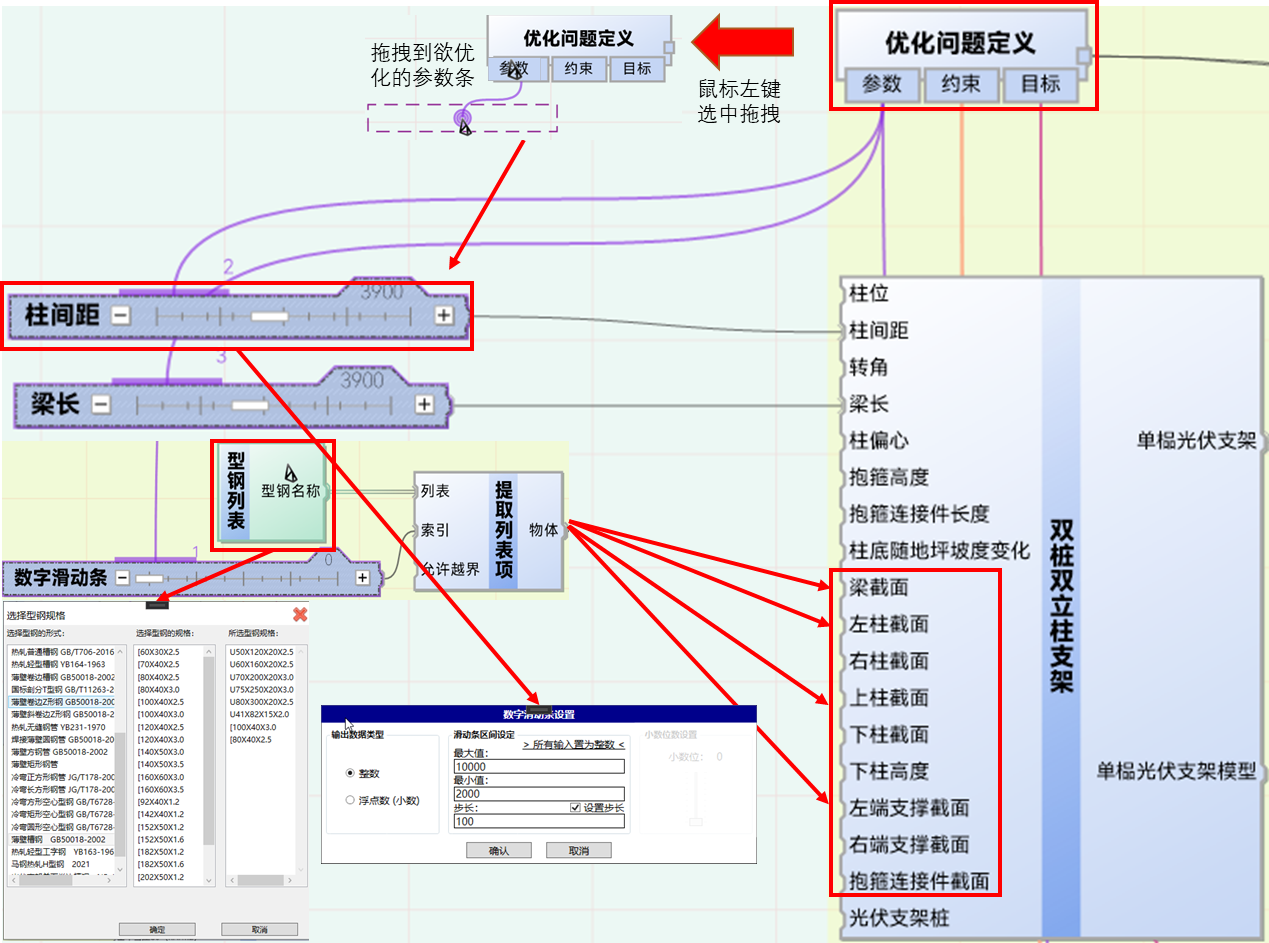 拖拽到欲优
化的参数条
优化问题定义
参数
约束
目标
鼠标左键
选中拖拽
优化问题定义
参数
约束
目标
2
柱间距
3900
3
梁长
3900
型钢列表
型钢名称
列表
索引
允许越界
提取列表项
物体
1
数字滑动条
0
柱位
柱间距
转角
梁长
柱偏心
抱箍高度
抱箍连接件长度
柱底随地坪坡度变化
梁截面
左柱截面
右柱截面
上柱截面
下柱截面
下柱高度
左端支撑截面
右端支撑截面
抱箍连接件截面
光伏支架桩
双桩双立柱支架
单榀光伏支架
单榀光伏支架模型
选择型钢规格
选择型钢的形式:
热轧普通槽钢 GB/T706-2016
热轧轻型槽钢 YB164-1963
薄壁卷边槽钢 GB50018-2002
国标剖分T型钢 GB/T11263-2
薄壁卷边Z形钢 GB50018-200
薄壁斜卷边Z形钢 GB50018-2
热轧无缝钢管 YB231-1970
焊接薄壁圆钢管 GB50018-20
薄壁方钢管 GB50018-2002
薄壁矩形钢管
冷弯正方形钢管 JG/T178-200
冷弯长方形钢管 JG/T178-200
冷弯方形空心型钢 GB/T6728-
冷弯矩形空心型钢 GB/T6728-
冷弯圆形空心型钢 GB/T6728-
薄壁槽钢 GB50018-2002
热轧轻型工字钢 YB163-196
马钢热轧H型钢 2021
选择型钢的规格:
[60X30X2.5
[70X40X2.5
[80X40X2.5
[80X40X3.0
[100X40X2.5
[100X40X3.0
[120X40X2.5
[120X40X3.0
[140X50X3.0
[140X50X3.5
[160X60X3.0
[160X60X3.5
[92X40X1.2
[142X40X1.2
[152X50X1.2
[152X50X1.6
[182X50X1.2
[182X50X1.6
[202X50X1.2
所选型钢规格:
U50X120X20X2.5
U60X160X20X2.5
U70X200X20X3.0
U75X250X20X3.0
U80X300X20X2.5
U41X82X15X2.0
[100X40X3.0
[80X40X2.5
确定
取消
数字滑动条设置
输出数据类型
整数
浮点数 (小数)
滑动条区间设定
> 所有输入置为整数 <
最大值:
10000
最小值:
2000
步长:
设置步长
100
小数位数设置
小数位: 0
确认
取消